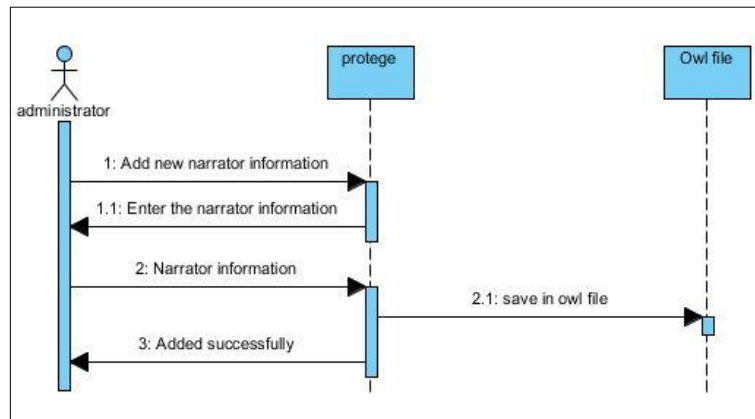 protege
Owl file
administrator
1: Add new narrator information
1.1: Enter the narrator information
2: Narrator information
2.1: save in owl file
3: Added successfully